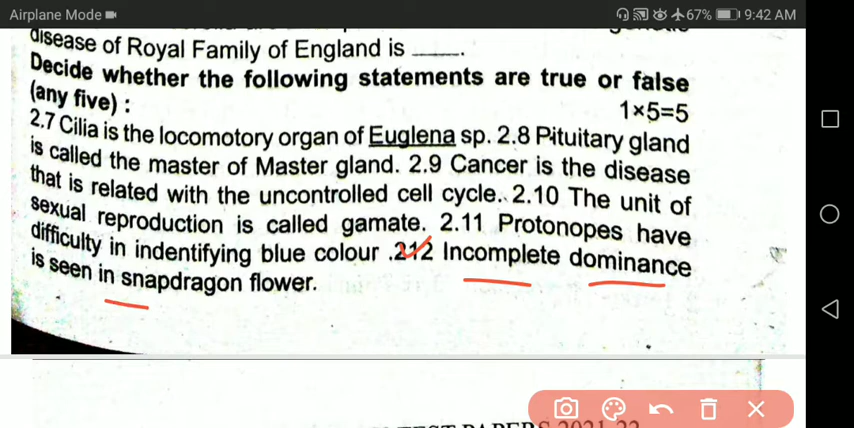 Airplane Mode 67% 9:42 AM
disease of Royal Family of England is _____.
Decide whether the following statements are true or false
(any five) : 1×5=5
2.7 Cilia is the locomotory organ of Euglena sp. 2.8 Pituitary gland
is called the master of Master gland. 2.9 Cancer is the disease
that is related with the uncontrolled cell cycle. 2.10 The unit of
sexual reproduction is called gamate. 2.11 Protonopes have
difficulty in indentifying blue colour .212 Incomplete dominance
is seen in snapdragon flower.